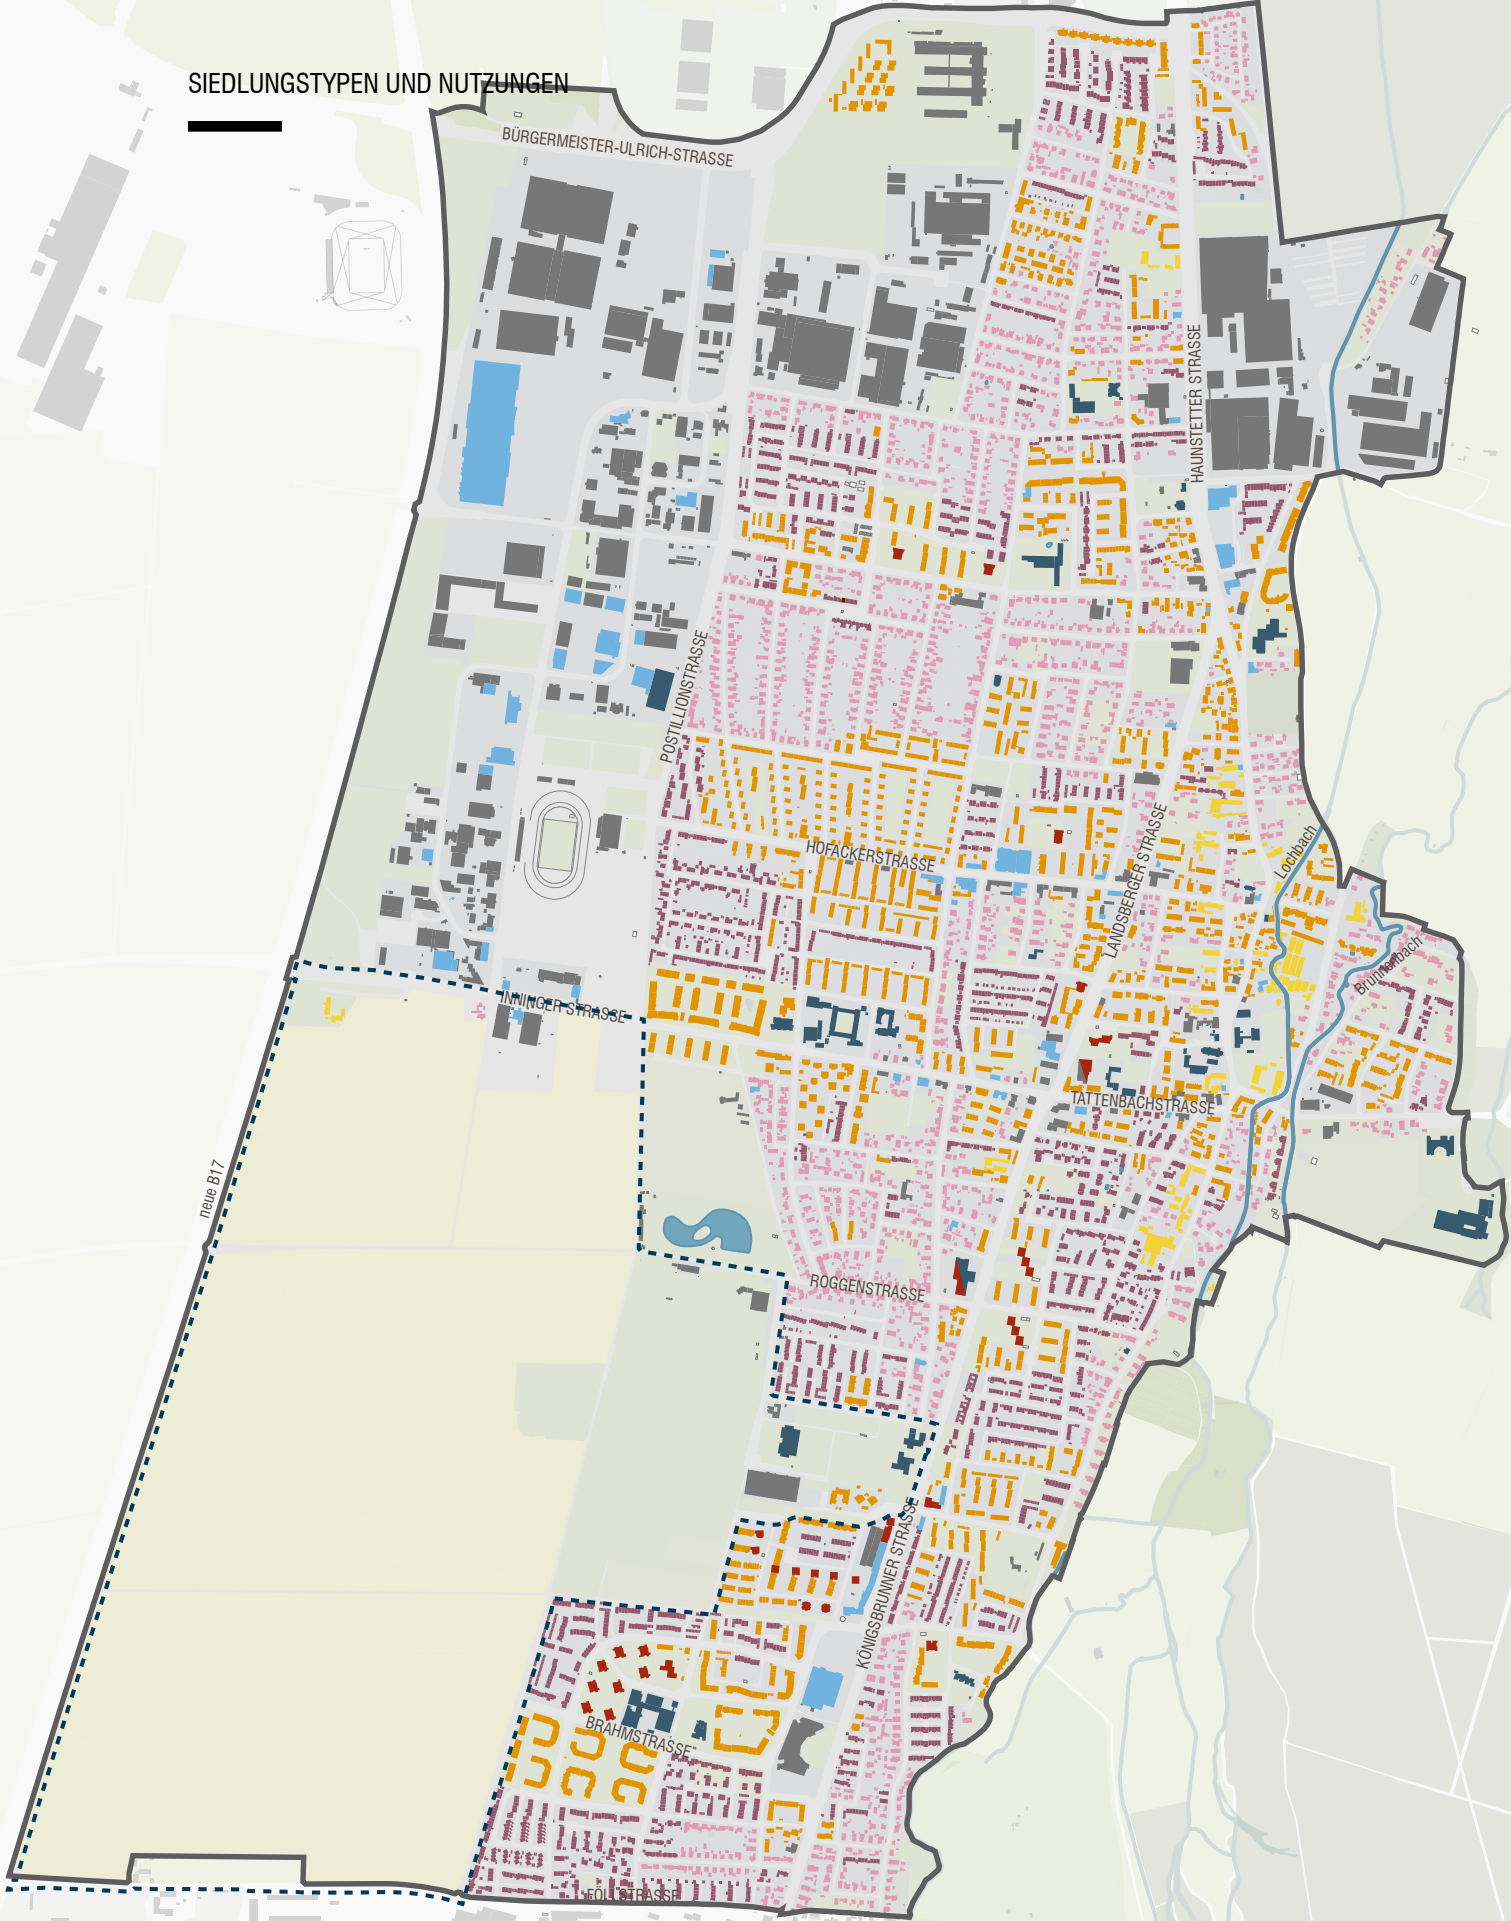 SIEDLUNGSTYPEN UND NUTZUNGEN
BÜRGERMEISTER-ULRICH-STRASSE
HAUNSTETTER STRASSE
POSTILLIONSTRASSE
HOFACKERSTRASSE
LANDSBERGER STRASSE
Lochbach
Brunnenbach
INNINGER STRASSE
TATTENBACHSTRASSE
neue B17
ROGGENSTRASSE
KÖNIGSBRUNNER STRASSE
BRAHMSTRASSE
FÖLLSTRASSE